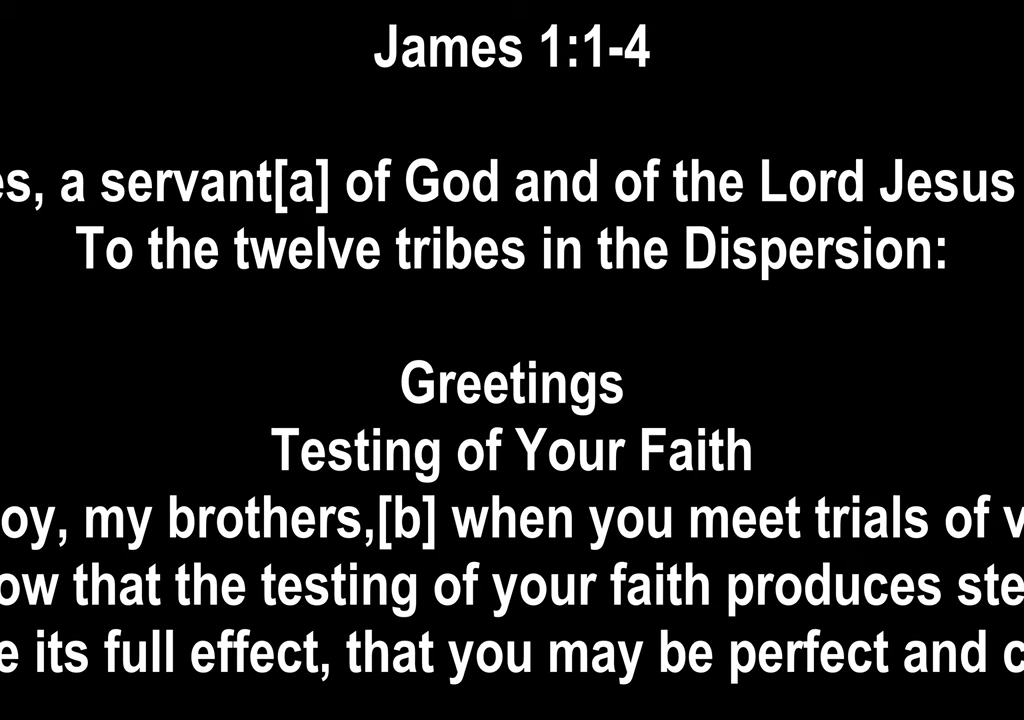 James 1:1-4
es, a servant[a] of God and of the Lord Jesus
To the twelve tribes in the Dispersion:
Greetings
Testing of Your Faith
oy, my brothers,[b] when you meet trials of v
ow that the testing of your faith produces ste
e its full effect, that you may be perfect and c